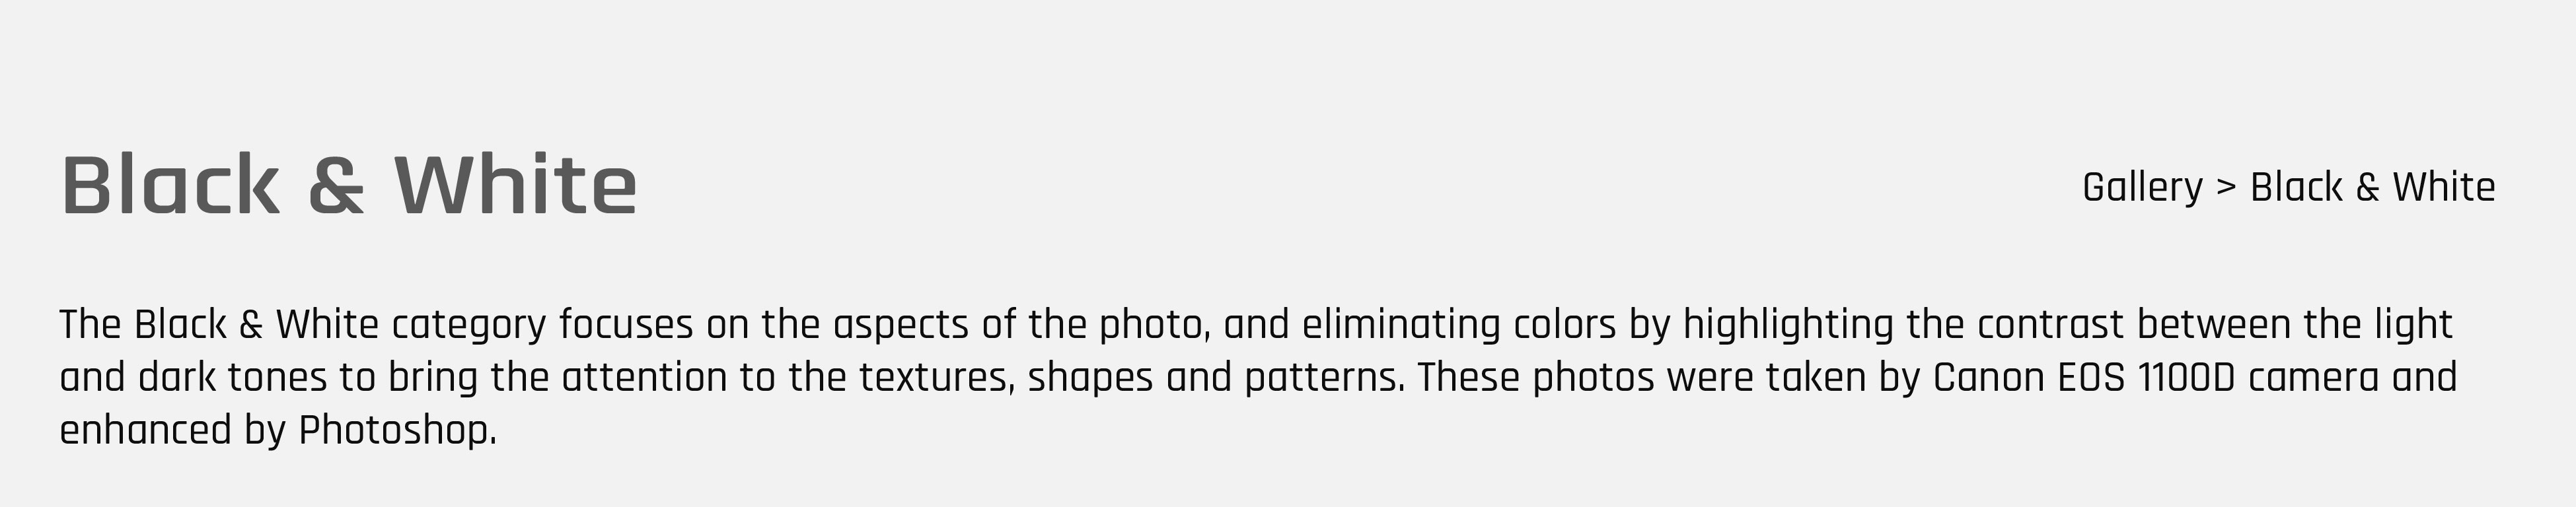 Black & White
Gallery > Black & White
The Black & White category focuses on the aspects of the photo, and eliminating colors by highlighting the contrast between the light
and dark tones to bring the attention to the textures, shapes and patterns. These photos were taken by Canon EOS 1100D camera and
enhanced by Photoshop.